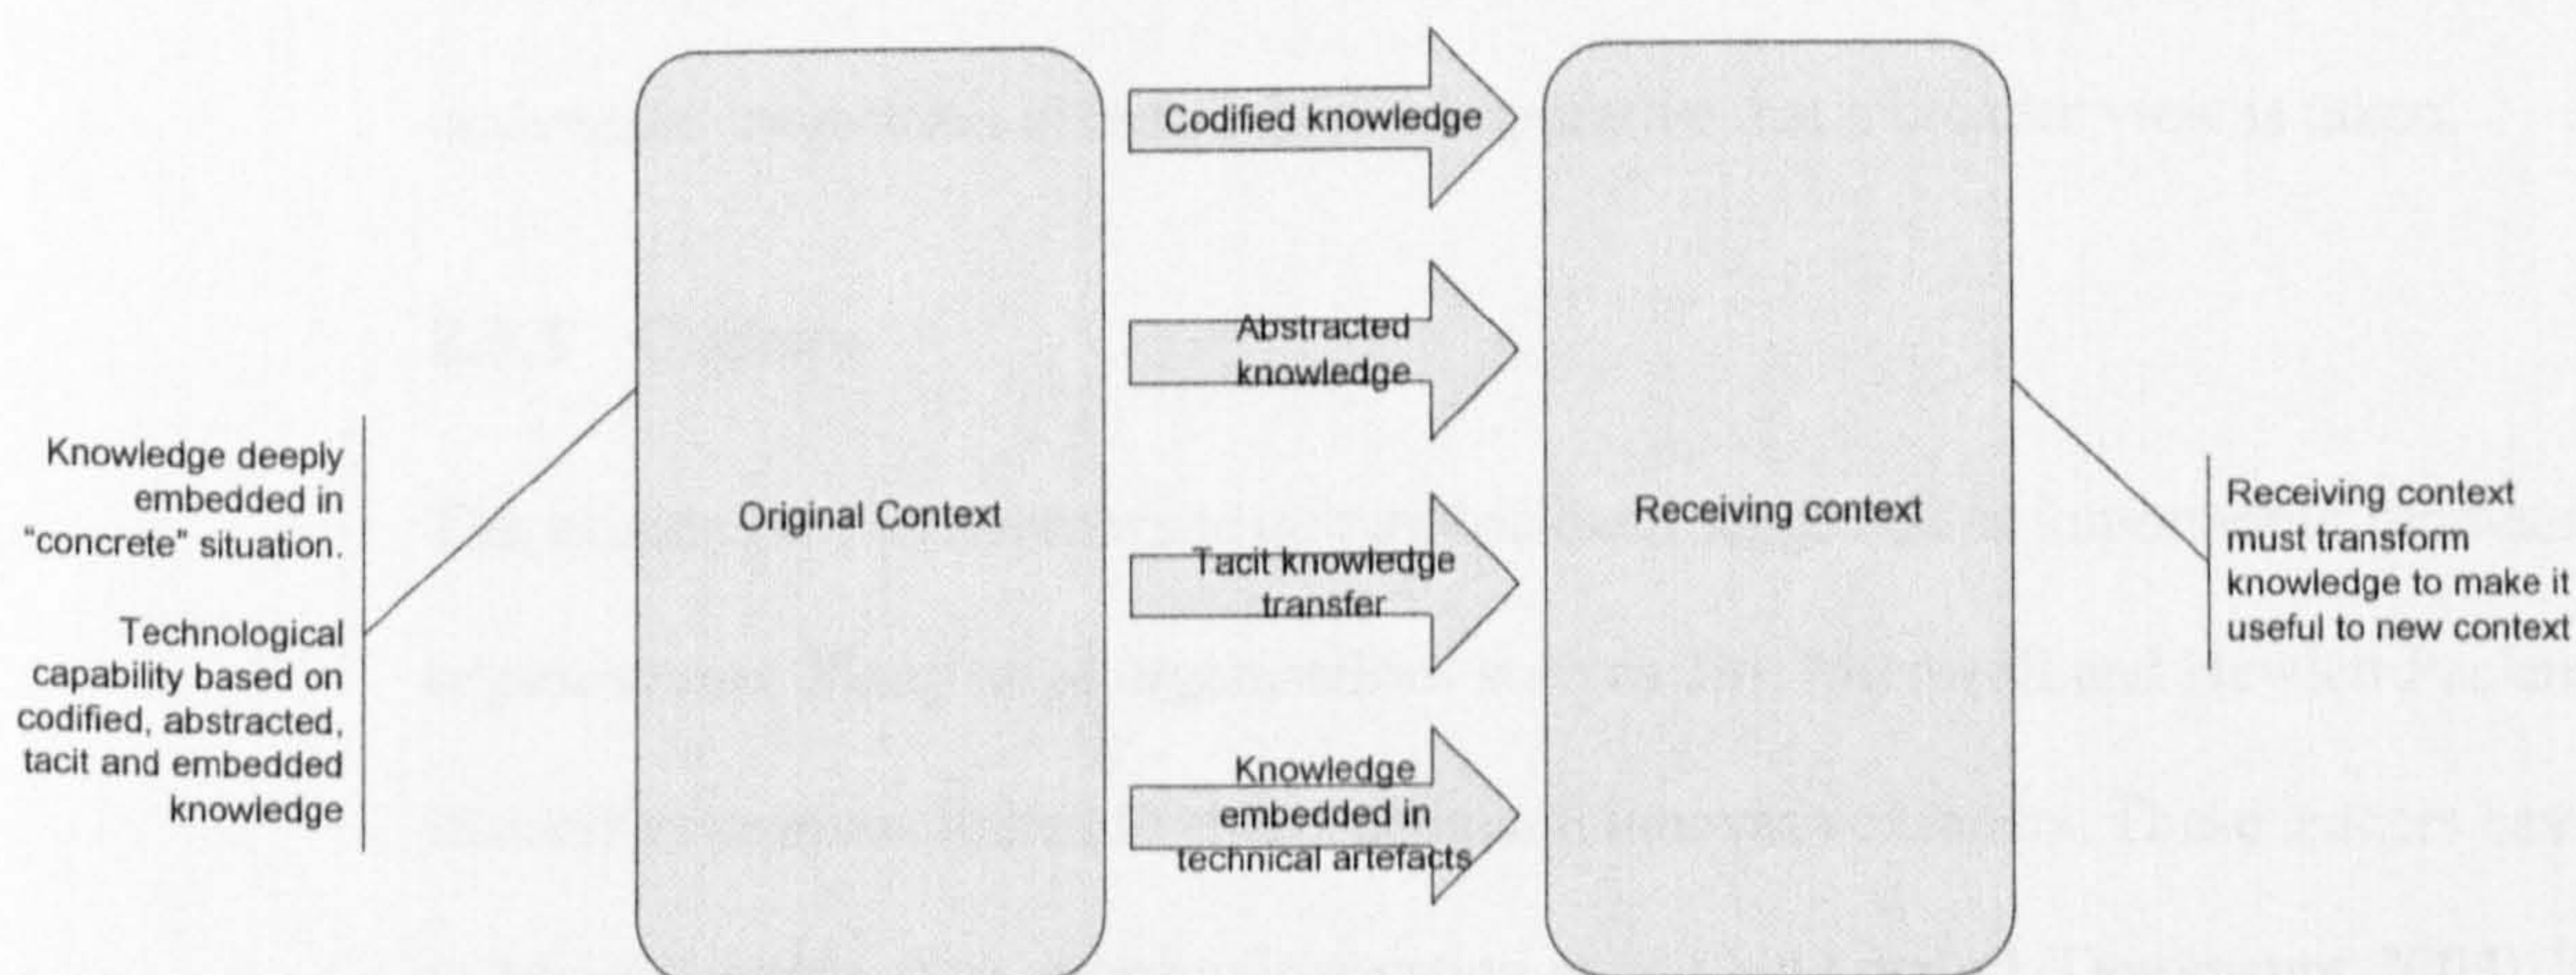 Knowledge deeply
embedded in
“concrete” situation.
Technological
capability based on
codified, abstracted,
tacit and embedded
knowledge
Original Context
Codified knowledge
Abstracted
knowledge
Tacit knowledge
transfer
Knowledge
embedded in
technical artefacts
Receiving context
Receiving context
must transform
knowledge to make it
useful to new context